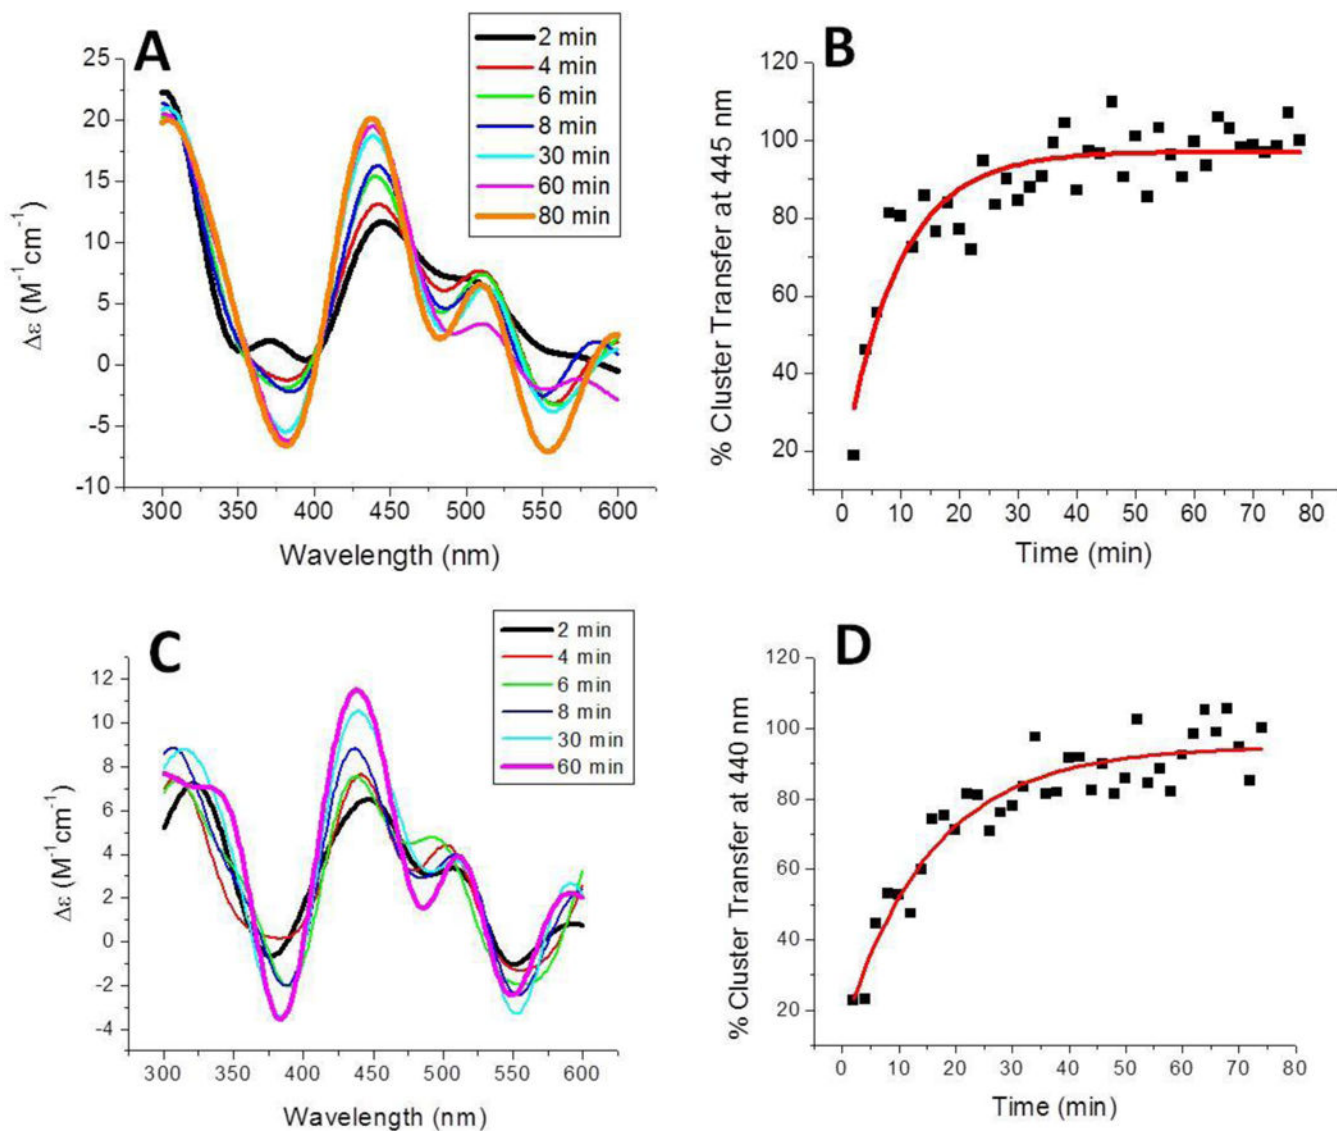 A
2 min
4 min
6 min
8 min
30 min
60 min
80 min
25
20
15
10
5
0
-5
-10
Δε (M⁻¹cm⁻¹)
300 350 400 450 500 550 600
Wavelength (nm)
B
120
100
80
60
40
20
% Cluster Transfer at 445 nm
0 10 20 30 40 50 60 70 80
Time (min)
C
2 min
4 min
6 min
8 min
30 min
60 min
12
10
8
6
4
2
0
-2
-4
Δε (M⁻¹cm⁻¹)
300 350 400 450 500 550 600
Wavelength (nm)
D
120
100
80
60
40
20
% Cluster Transfer at 440 nm
0 10 20 30 40 50 60 70 80
Time (min)